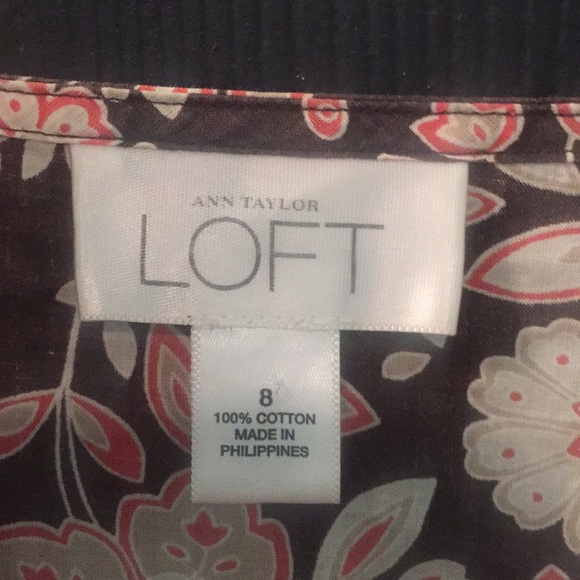 ANN TAYLOR
LOFT
8
100% COTTON
MADE IN
PHILIPPINES